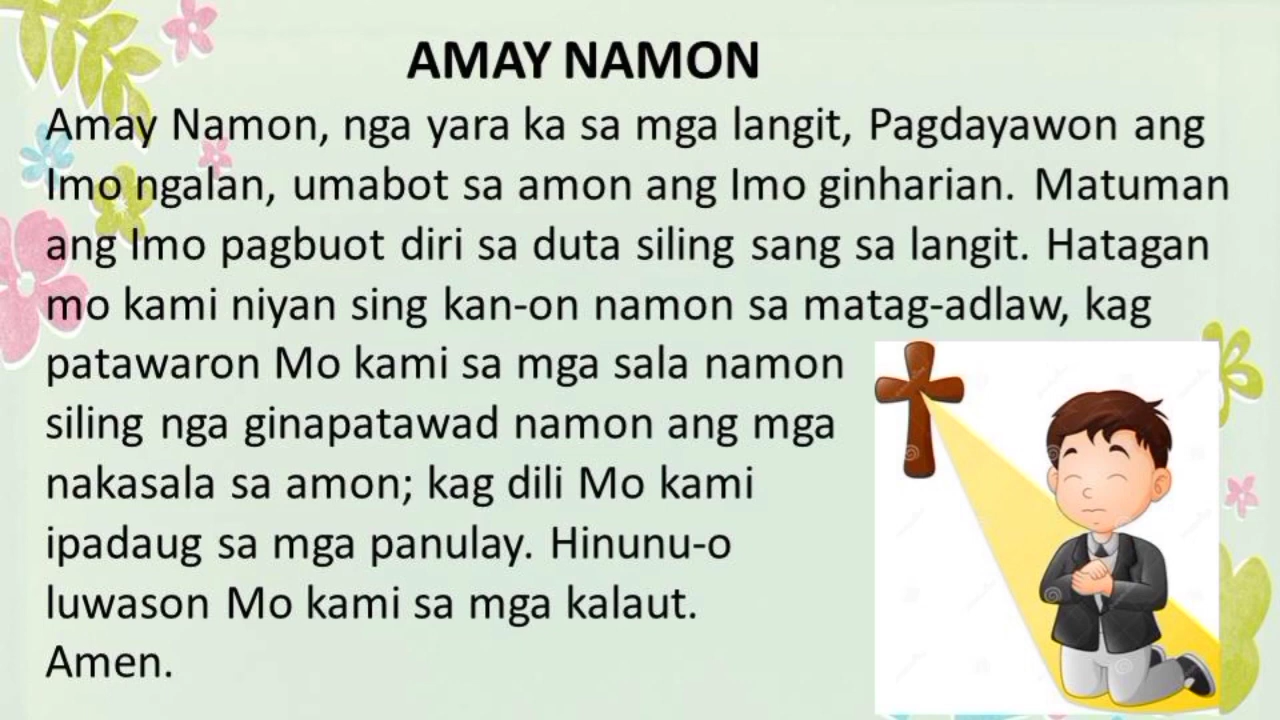 AMAY NAMON
Amay Namon, nga yara ka sa mga langit, Pagdayawon ang
Imo ngalan, umabot sa amon ang Imo ginharian. Matuman
ang Imo pagbuot diri sa duta siling sang sa langit. Hatagan
mo kami niyan sing kan-on namon sa matag-adlaw, kag
patawaron Mo kami sa mga sala namon
siling nga ginapatawad namon ang mga
nakasala sa amon; kag dili Mo kami
ipadaug sa mga panulay. Hinunu-o
luwason Mo kami sa mga kalaut.
Amen.